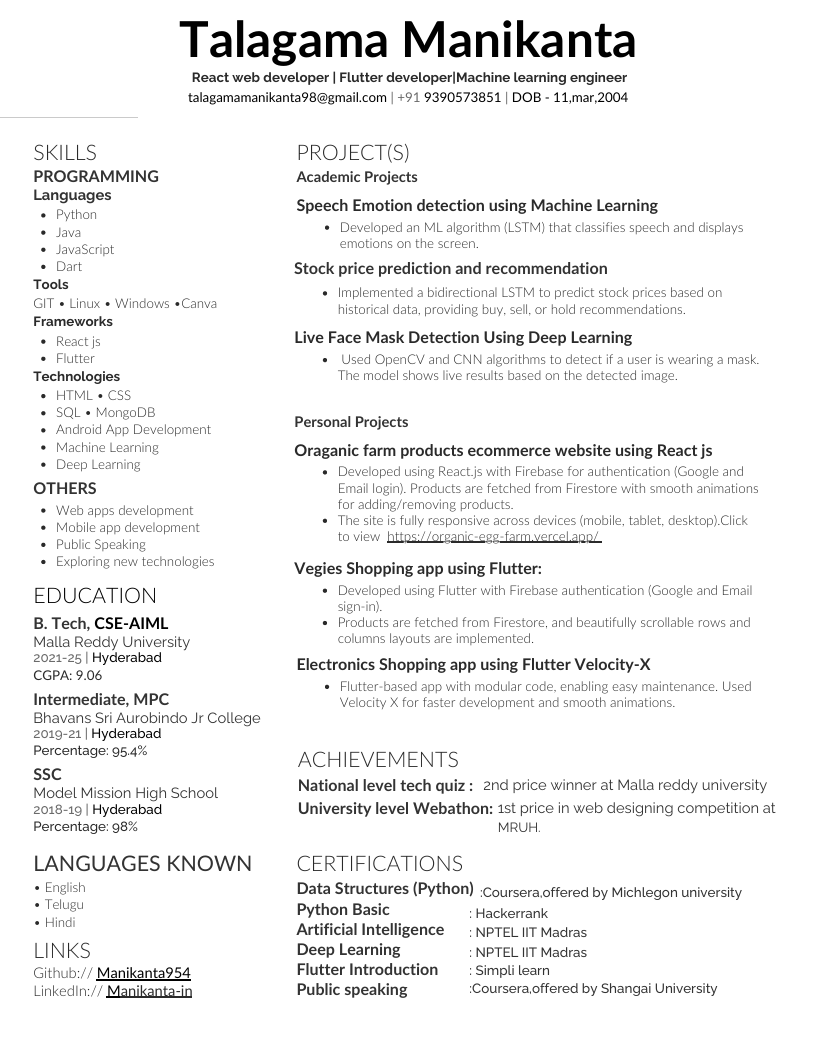 Talagama Manikanta
React web developer | Flutter developer|Machine learning engineer
talagamamanikanta98@gmail.com | +91 9390573851 | DOB - 11,mar,2004
SKILLS
PROGRAMMING
Languages
• Python
• Java
• JavaScript
• Dart
Tools
GIT • Linux • Windows •Canva
Frameworks
• React js
• Flutter
Technologies
• HTML • CSS
• SQL • MongoDB
• Android App Development
• Machine Learning
• Deep Learning
OTHERS
• Web apps development
• Mobile app development
• Public Speaking
• Exploring new technologies
EDUCATION
B. Tech, CSE-AIML
Malla Reddy University
2021-25 | Hyderabad
CGPA: 9.06
Intermediate, MPC
Bhavans Sri Aurobindo Jr College
2019-21 | Hyderabad
Percentage: 95.4%
SSC
Model Mission High School
2018-19 | Hyderabad
Percentage: 98%
LANGUAGES KNOWN
• English
• Telugu
• Hindi
LINKS
Github:// Manikanta954
LinkedIn:// Manikanta-in
PROJECT(S)
Academic Projects
Speech Emotion detection using Machine Learning
• Developed an ML algorithm (LSTM) that classifies speech and displays
emotions on the screen.
Stock price prediction and recommendation
• Implemented a bidirectional LSTM to predict stock prices based on
historical data, providing buy, sell, or hold recommendations.
Live Face Mask Detection Using Deep Learning
• Used OpenCV and CNN algorithms to detect if a user is wearing a mask.
The model shows live results based on the detected image.
Personal Projects
Oraganic farm products ecommerce website using React js
• Developed using React.js with Firebase for authentication (Google and
Email login). Products are fetched from Firestore with smooth animations
for adding/removing products.
• The site is fully responsive across devices (mobile, tablet, desktop).Click
to view https://organic-egg-farm.vercel.app/
Vegies Shopping app using Flutter:
• Developed using Flutter with Firebase authentication (Google and Email
sign-in).
• Products are fetched from Firestore, and beautifully scrollable rows and
columns layouts are implemented.
Electronics Shopping app using Flutter Velocity-X
• Flutter-based app with modular code, enabling easy maintenance. Used
Velocity X for faster development and smooth animations.
ACHIEVEMENTS
National level tech quiz : 2nd price winner at Malla reddy university
University level Webathon: 1st price in web designing competition at
MRUH.
CERTIFICATIONS
Data Structures (Python) :Coursera,offered by Michlegon university
Python Basic : Hackerrank
Artificial Intelligence : NPTEL IIT Madras
Deep Learning : NPTEL IIT Madras
Flutter Introduction : Simpli learn
Public speaking :Coursera,offered by Shangai University